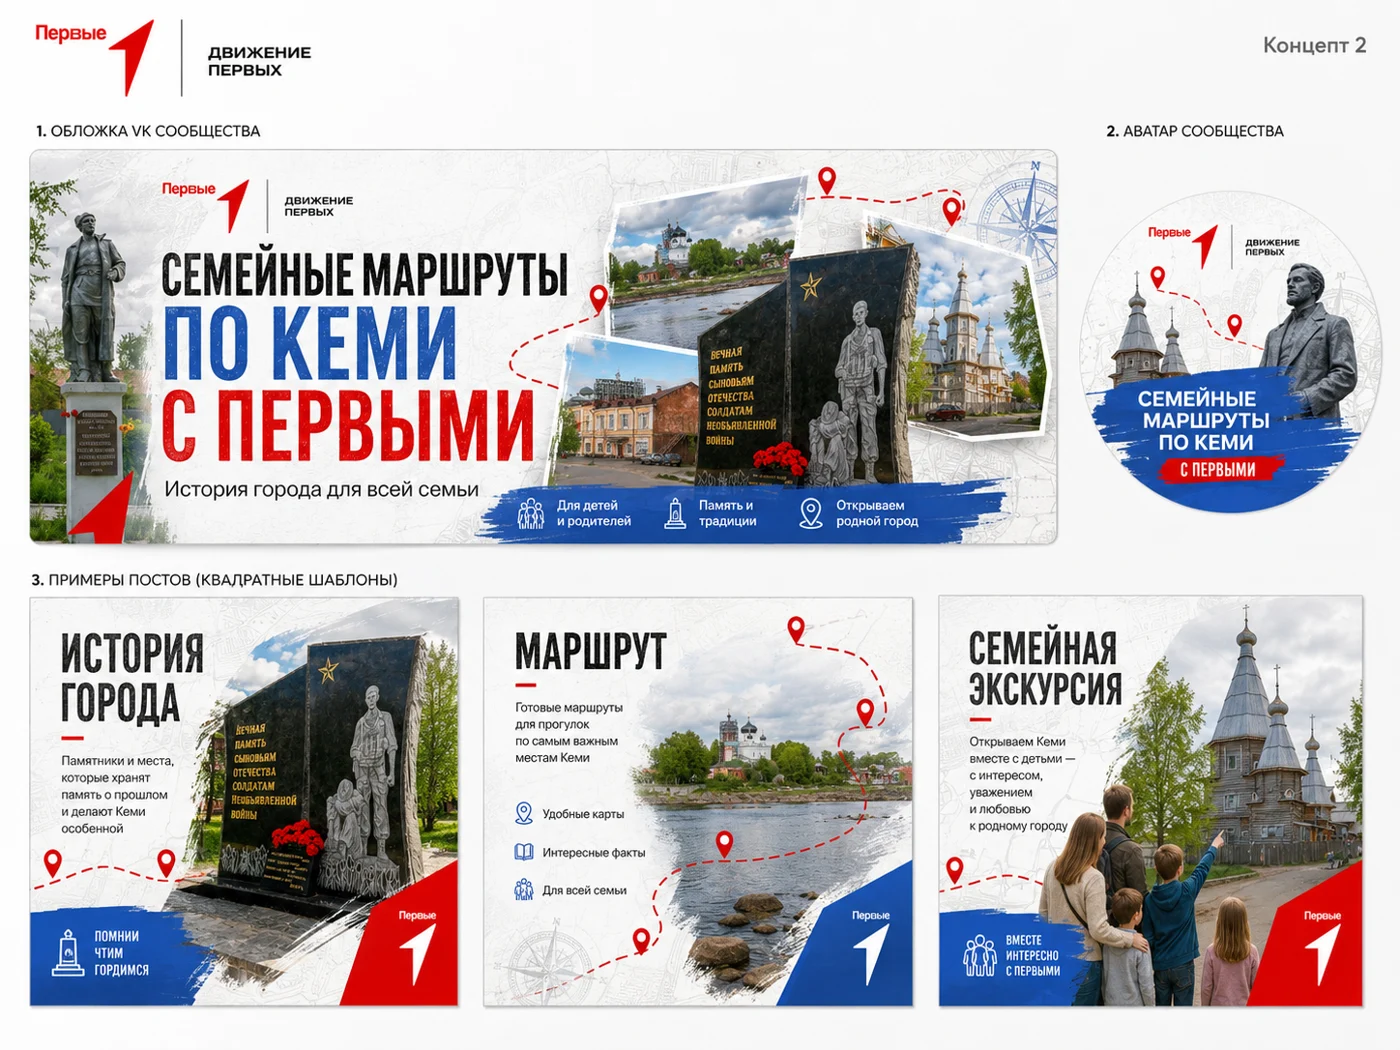 Первые
ДВИЖЕНИЕ
ПЕРВЫХ
Концепт 2
1. ОБЛОЖКА VK СООБЩЕСТВА
2. АВАТАР СООБЩЕСТВА
Первые
ДВИЖЕНИЕ
ПЕРВЫХ
СЕМЕЙНЫЕ МАРШРУТЫ
ПО КЕМИ
С ПЕРВЫМИ
История города для всей семьи
N
ВЕЧНАЯ
ПАМЯТЬ
СЫНОВЬЯМ
ОТЕЧЕСТВА
СОЛДАТАМ
НЕОБЪЯВЛЕННОЙ
ВОЙНЫ
Для детей
и родителей
Память и
традиции
Открываем
родной город
Первые
ДВИЖЕНИЕ
ПЕРВЫХ
СЕМЕЙНЫЕ
МАРШРУТЫ
ПО КЕМИ
С ПЕРВЫМИ
3. ПРИМЕРЫ ПОСТОВ (КВАДРАТНЫЕ ШАБЛОНЫ)
ИСТОРИЯ
ГОРОДА
Памятники и места,
которые хранят
память о прошлом
и делают Кеми
особенной
ВЕЧНАЯ
ПАМЯТЬ
СЫНОВЬЯМ
ОТЕЧЕСТВА
СОЛДАТАМ
НЕОБЪЯВЛЕННОЙ
ВОЙНЫ
ПОМНИИ
ЧТИМ
ГОРДИМСЯ
Первые
МАРШРУТ
Готовые маршруты
для прогулок
по самым важным
местам Кеми
Удобные карты
Интересные факты
Для всей семьи
Первые
СЕМЕЙНАЯ
ЭКСКУРСИЯ
Открываем Кеми
вместе с детьми —
с интересом,
уважением
и любовью
к родному городу
ВМЕСТЕ
ИНТЕРЕСНО
С ПЕРВЫМИ
Первые